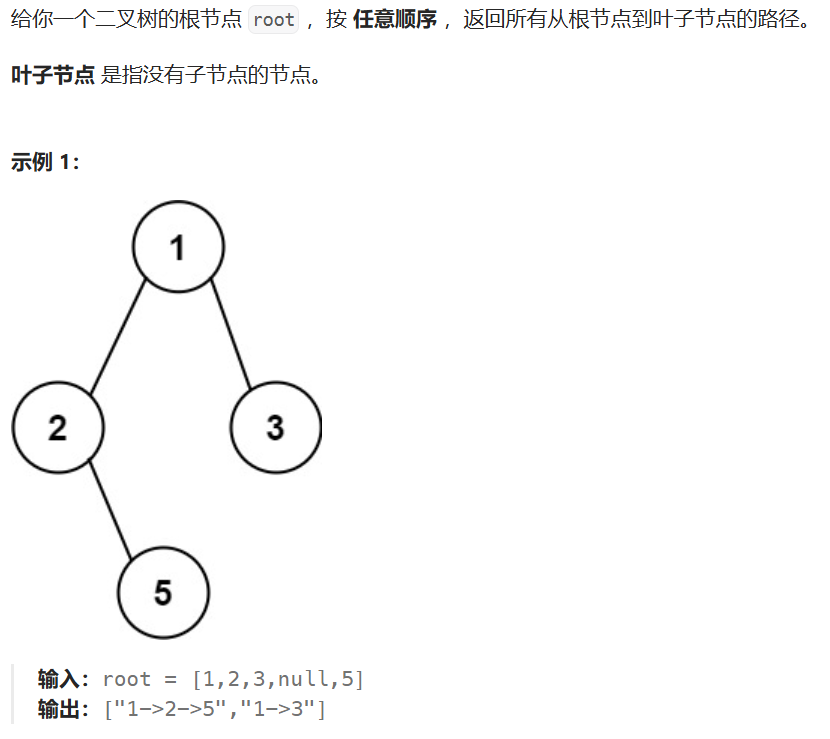 给你一个二叉树的根节点 root ，按 任意顺序 ，返回所有从根节点到叶子节点的路径。
叶子节点 是指没有子节点的节点。
示例 1：
1
2
3
5
输入：root = [1,2,3,null,5]
输出：["1->2->5","1->3"]